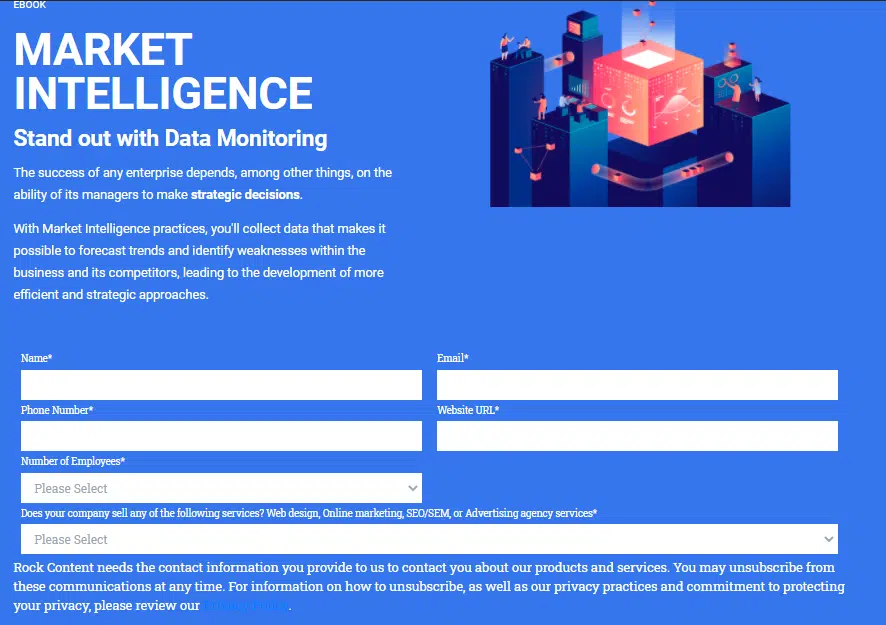 EBOOK
MARKET
INTELLIGENCE
Stand out with Data Monitoring
The success of any enterprise depends, among other things, on the
ability of its managers to make strategic decisions.
With Market Intelligence practices, you'll collect data that makes it
possible to forecast trends and identify weaknesses within the
business and its competitors, leading to the development of more
efficient and strategic approaches.
Name*
Email*
Phone Number*
Website URL*
Number of Employees*
Please Select
Does your company sell any of the following services? Web design, Online marketing, SEO/SEM, or Advertising agency services*
Please Select
Rock Content needs the contact information you provide to us to contact you about our products and services. You may unsubscribe from
these communications at any time. For information on how to unsubscribe, as well as our privacy practices and commitment to protecting
your privacy, please review our .